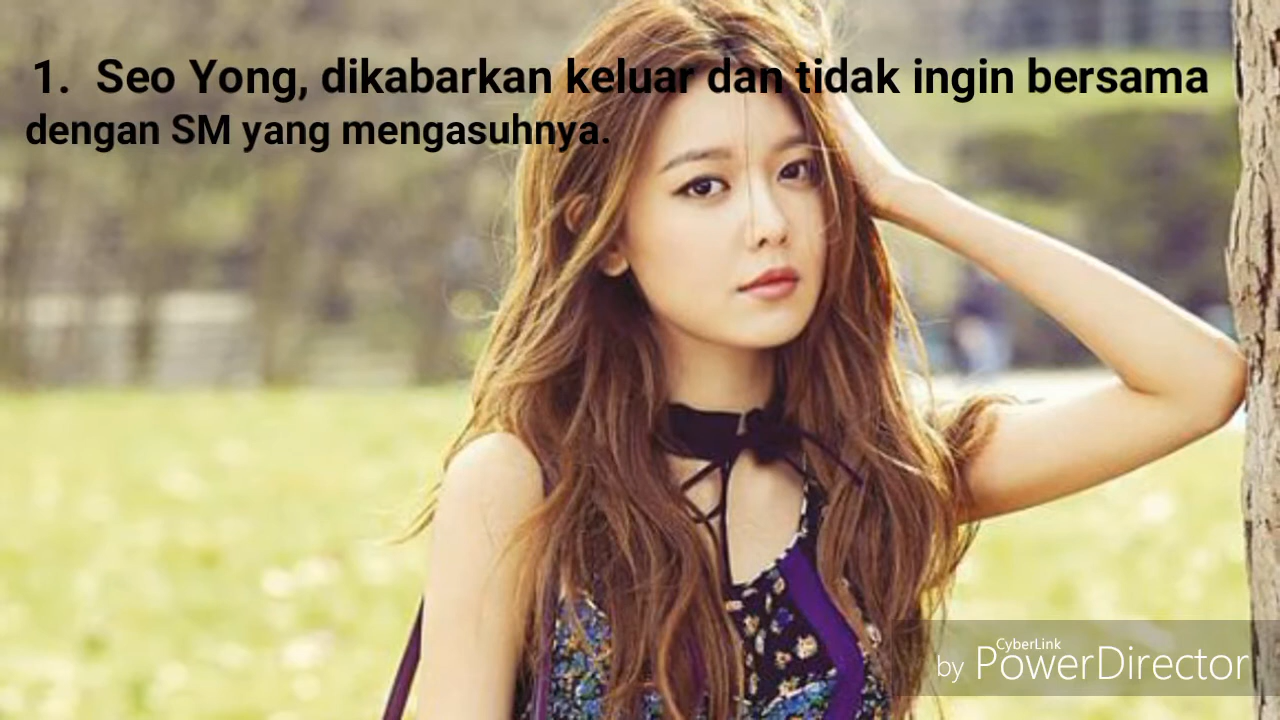 1. Seo Yong, dikabarkan keluar dan tidak ingin bersama
dengan SM yang mengasuhnya.
CyberLink
by PowerDirector